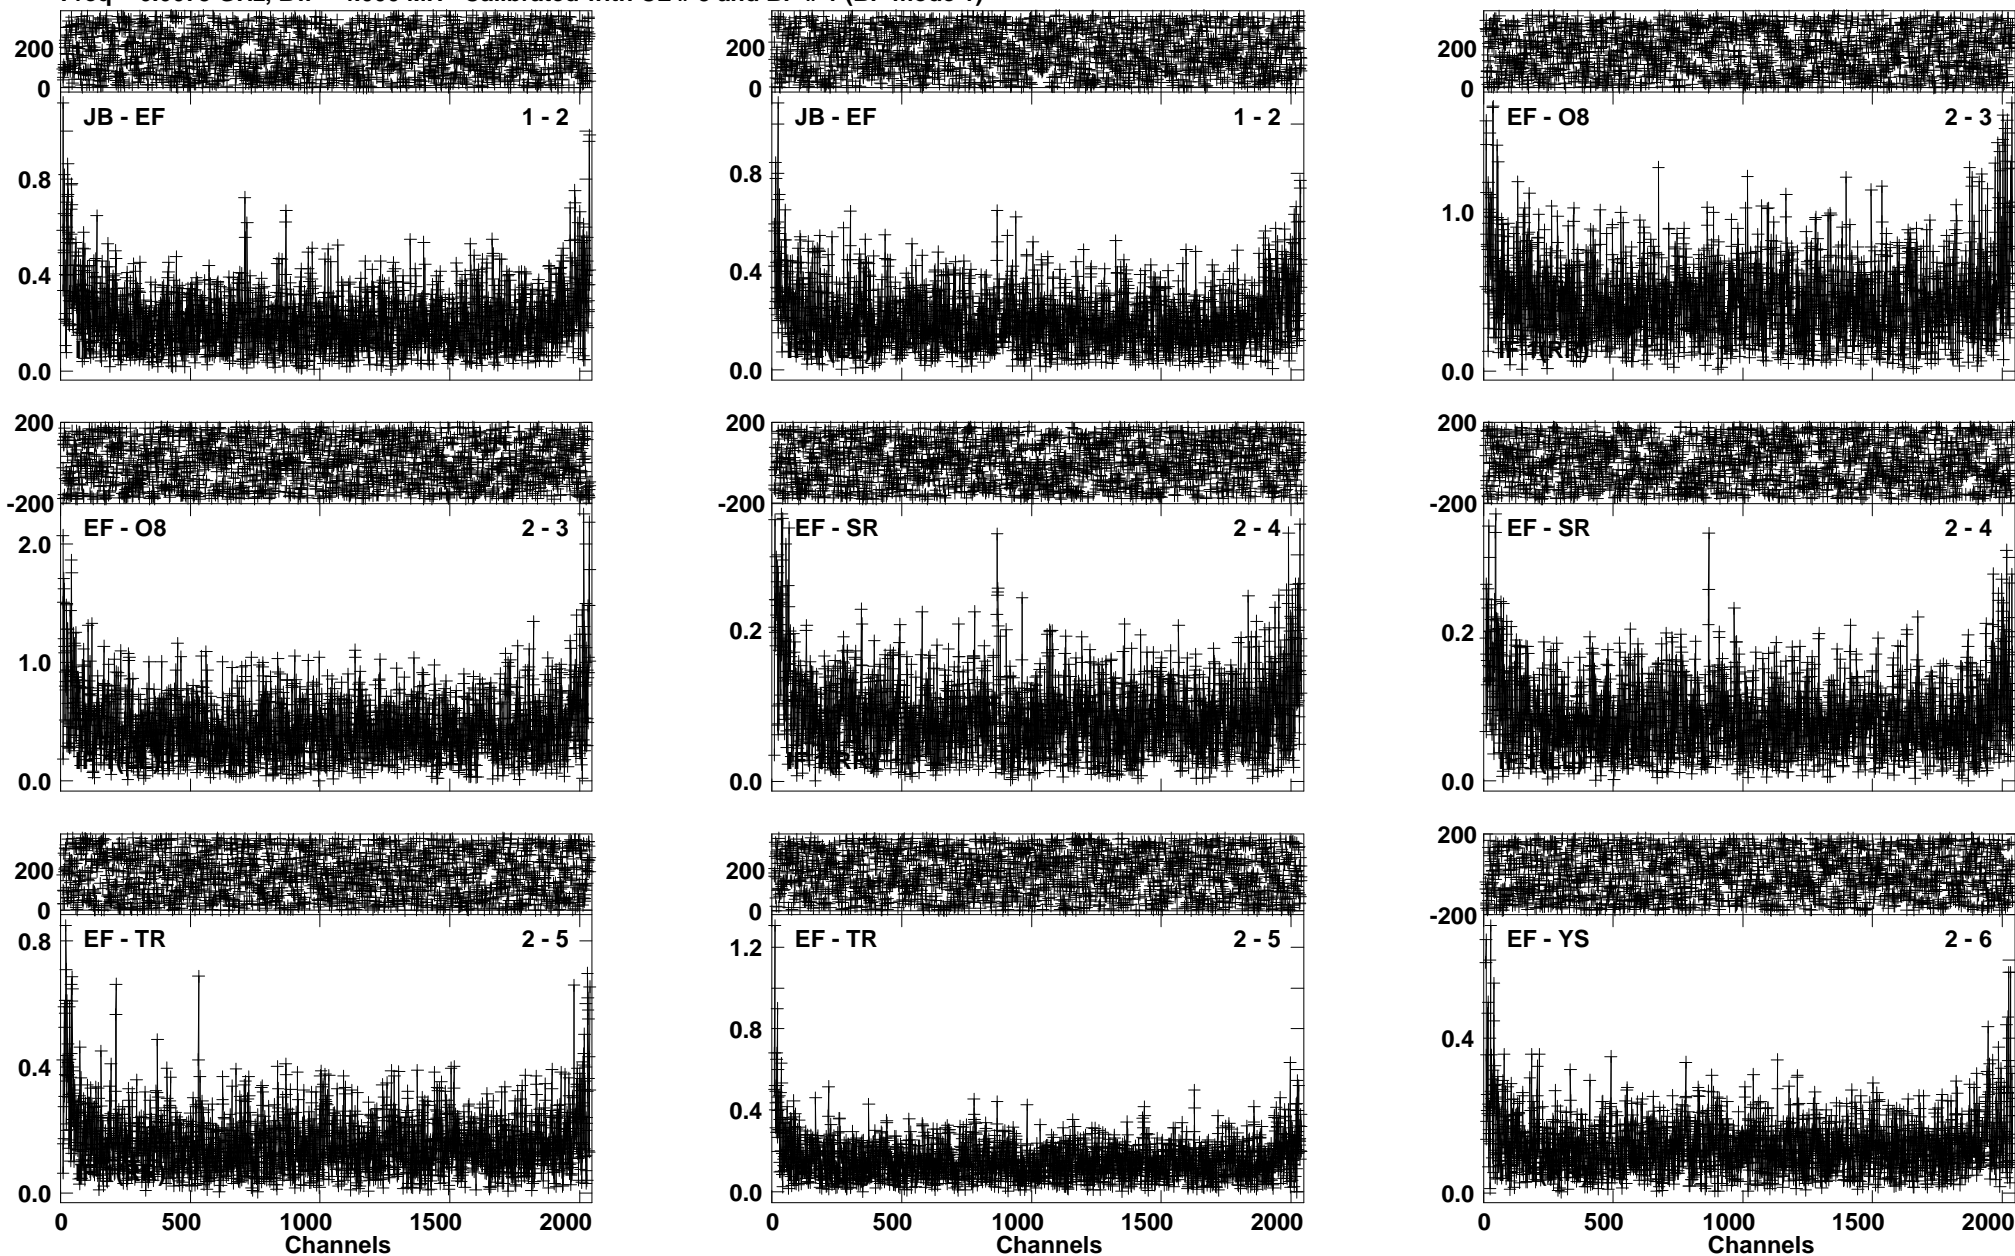 200 0 200 0 200 0
JB - EF 1 - 2 JB - EF 1 - 2 EF - O8 2 - 3
0.8 0.4 0.0 0.8 0.4 0.0 1.0 0.0
200 -200 200 -200 200 -200
EF - O8 2 - 3 EF - SR 2 - 4 EF - SR 2 - 4
2.0 1.0 0.0 0.2 0.0 0.2 0.0
200 0 200 0 200 -200
EF - TR 2 - 5 EF - TR 2 - 5 EF - YS 2 - 6
0.8 0.4 0.0 1.2 0.8 0.4 0.0 0.4 0.0
0 500 1000 1500 2000 0 500 1000 1500 2000 0 500 1000 1500 2000
Channels Channels Channels